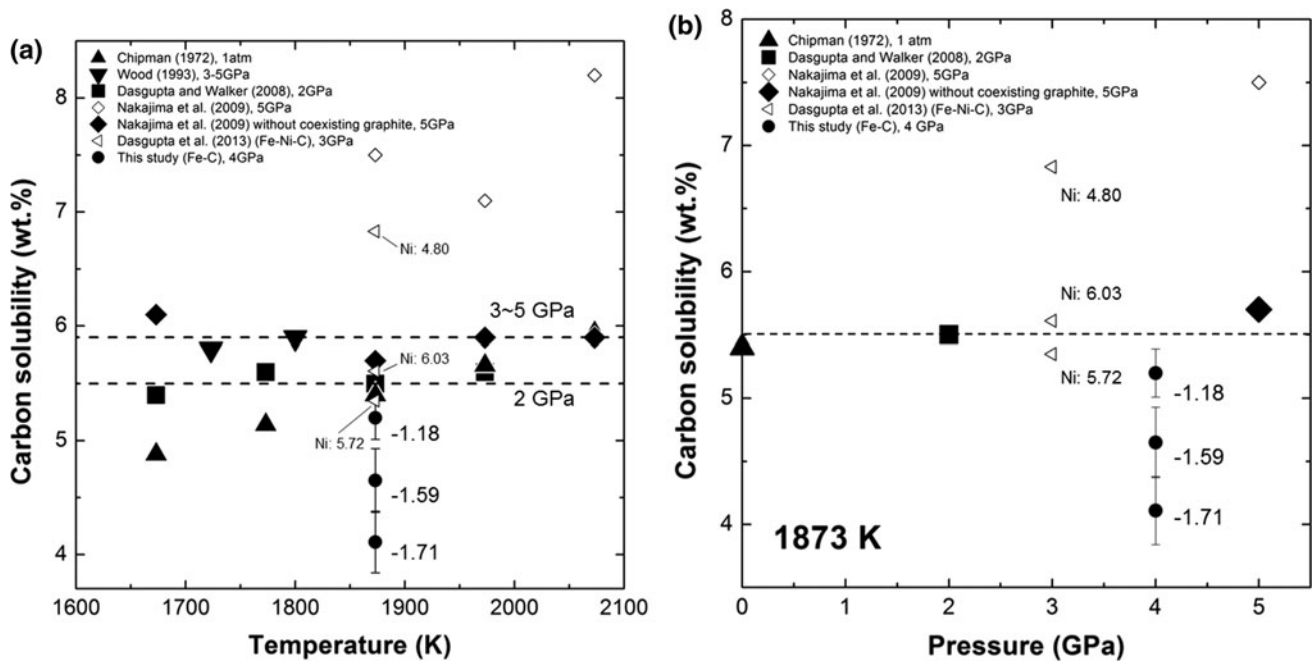 (a)
Chipman (1972), 1atm
Wood (1993), 3-5GPa
Dasgupta and Walker (2008), 2GPa
Nakajima et al. (2009), 5GPa
Nakajima et al. (2009) without coexisting graphite, 5GPa
Dasgupta et al. (2013) (Fe-Ni-C), 3GPa
This study (Fe-C), 4GPa
Carbon solubility (wt.%)
8
7
6
5
4
Ni: 4.80
3~5 GPa
Ni: 6.03
2 GPa
Ni: 5.72
-1.18
-1.59
-1.71
1600 1700 1800 1900 2000 2100
Temperature (K)
(b)
Chipman (1972), 1 atm
Dasgupta and Walker (2008), 2GPa
Nakajima et al. (2009), 5GPa
Nakajima et al. (2009) without coexisting graphite, 5GPa
Dasgupta et al. (2013) (Fe-Ni-C), 3GPa
This study (Fe-C), 4 GPa
Carbon solubility (wt.%)
8
7
6
5
4
Ni: 4.80
Ni: 6.03
Ni: 5.72
-1.18
-1.59
-1.71
1873 K
0 1 2 3 4 5
Pressure (GPa)